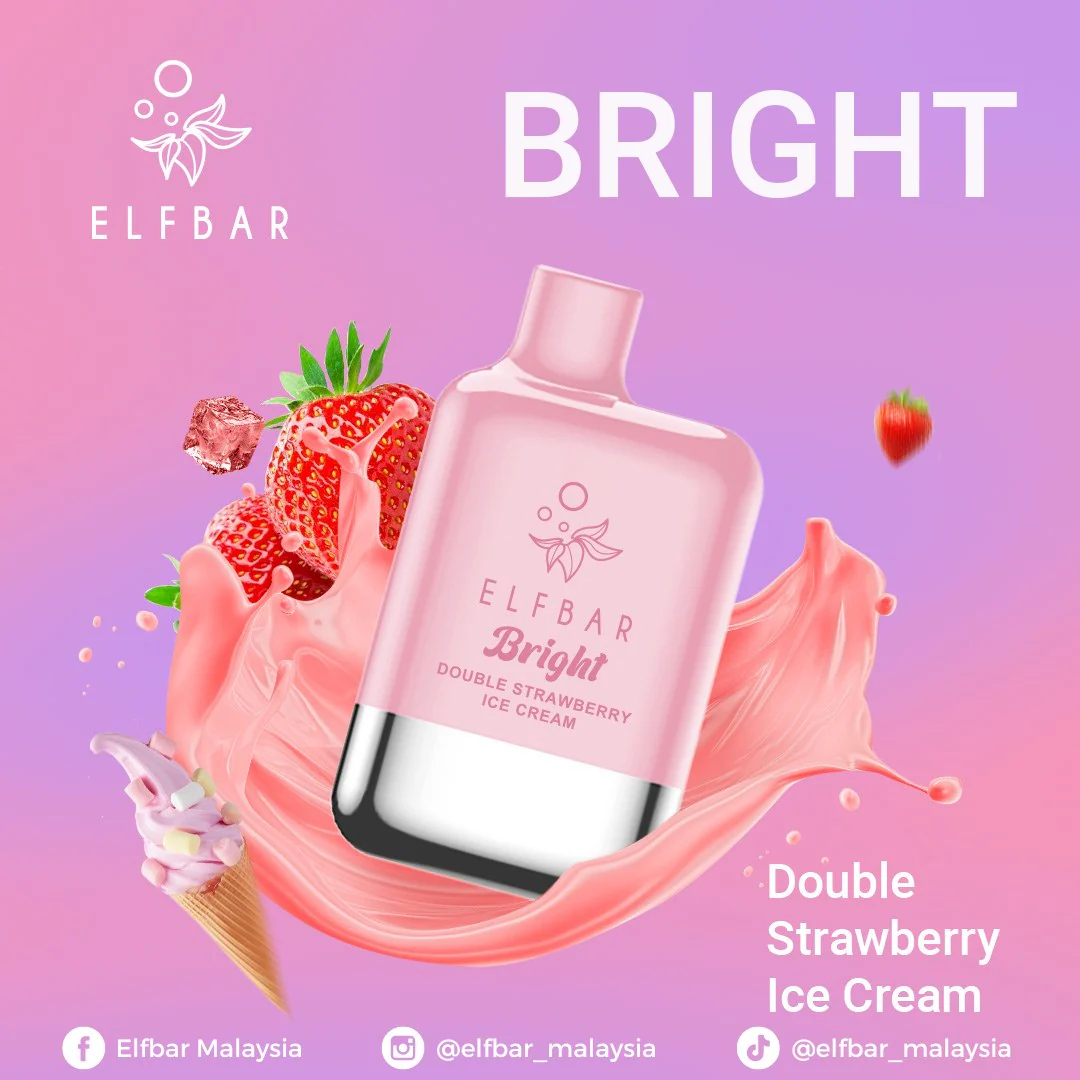 ELFBAR
BRIGHT
ELFBAR
Bright
DOUBLE STRAWBERRY
ICE CREAM
Double
Strawberry
Ice Cream
Elfbar Malaysia
@elfbar_malaysia
@elfbar_malaysia